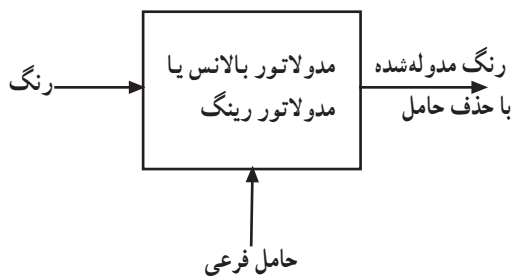 رنگ
مدولاتور بالانس یا
مدولاتور رینگ
رنگ مدوله‌شده
با حذف حامل
حامل فرعی